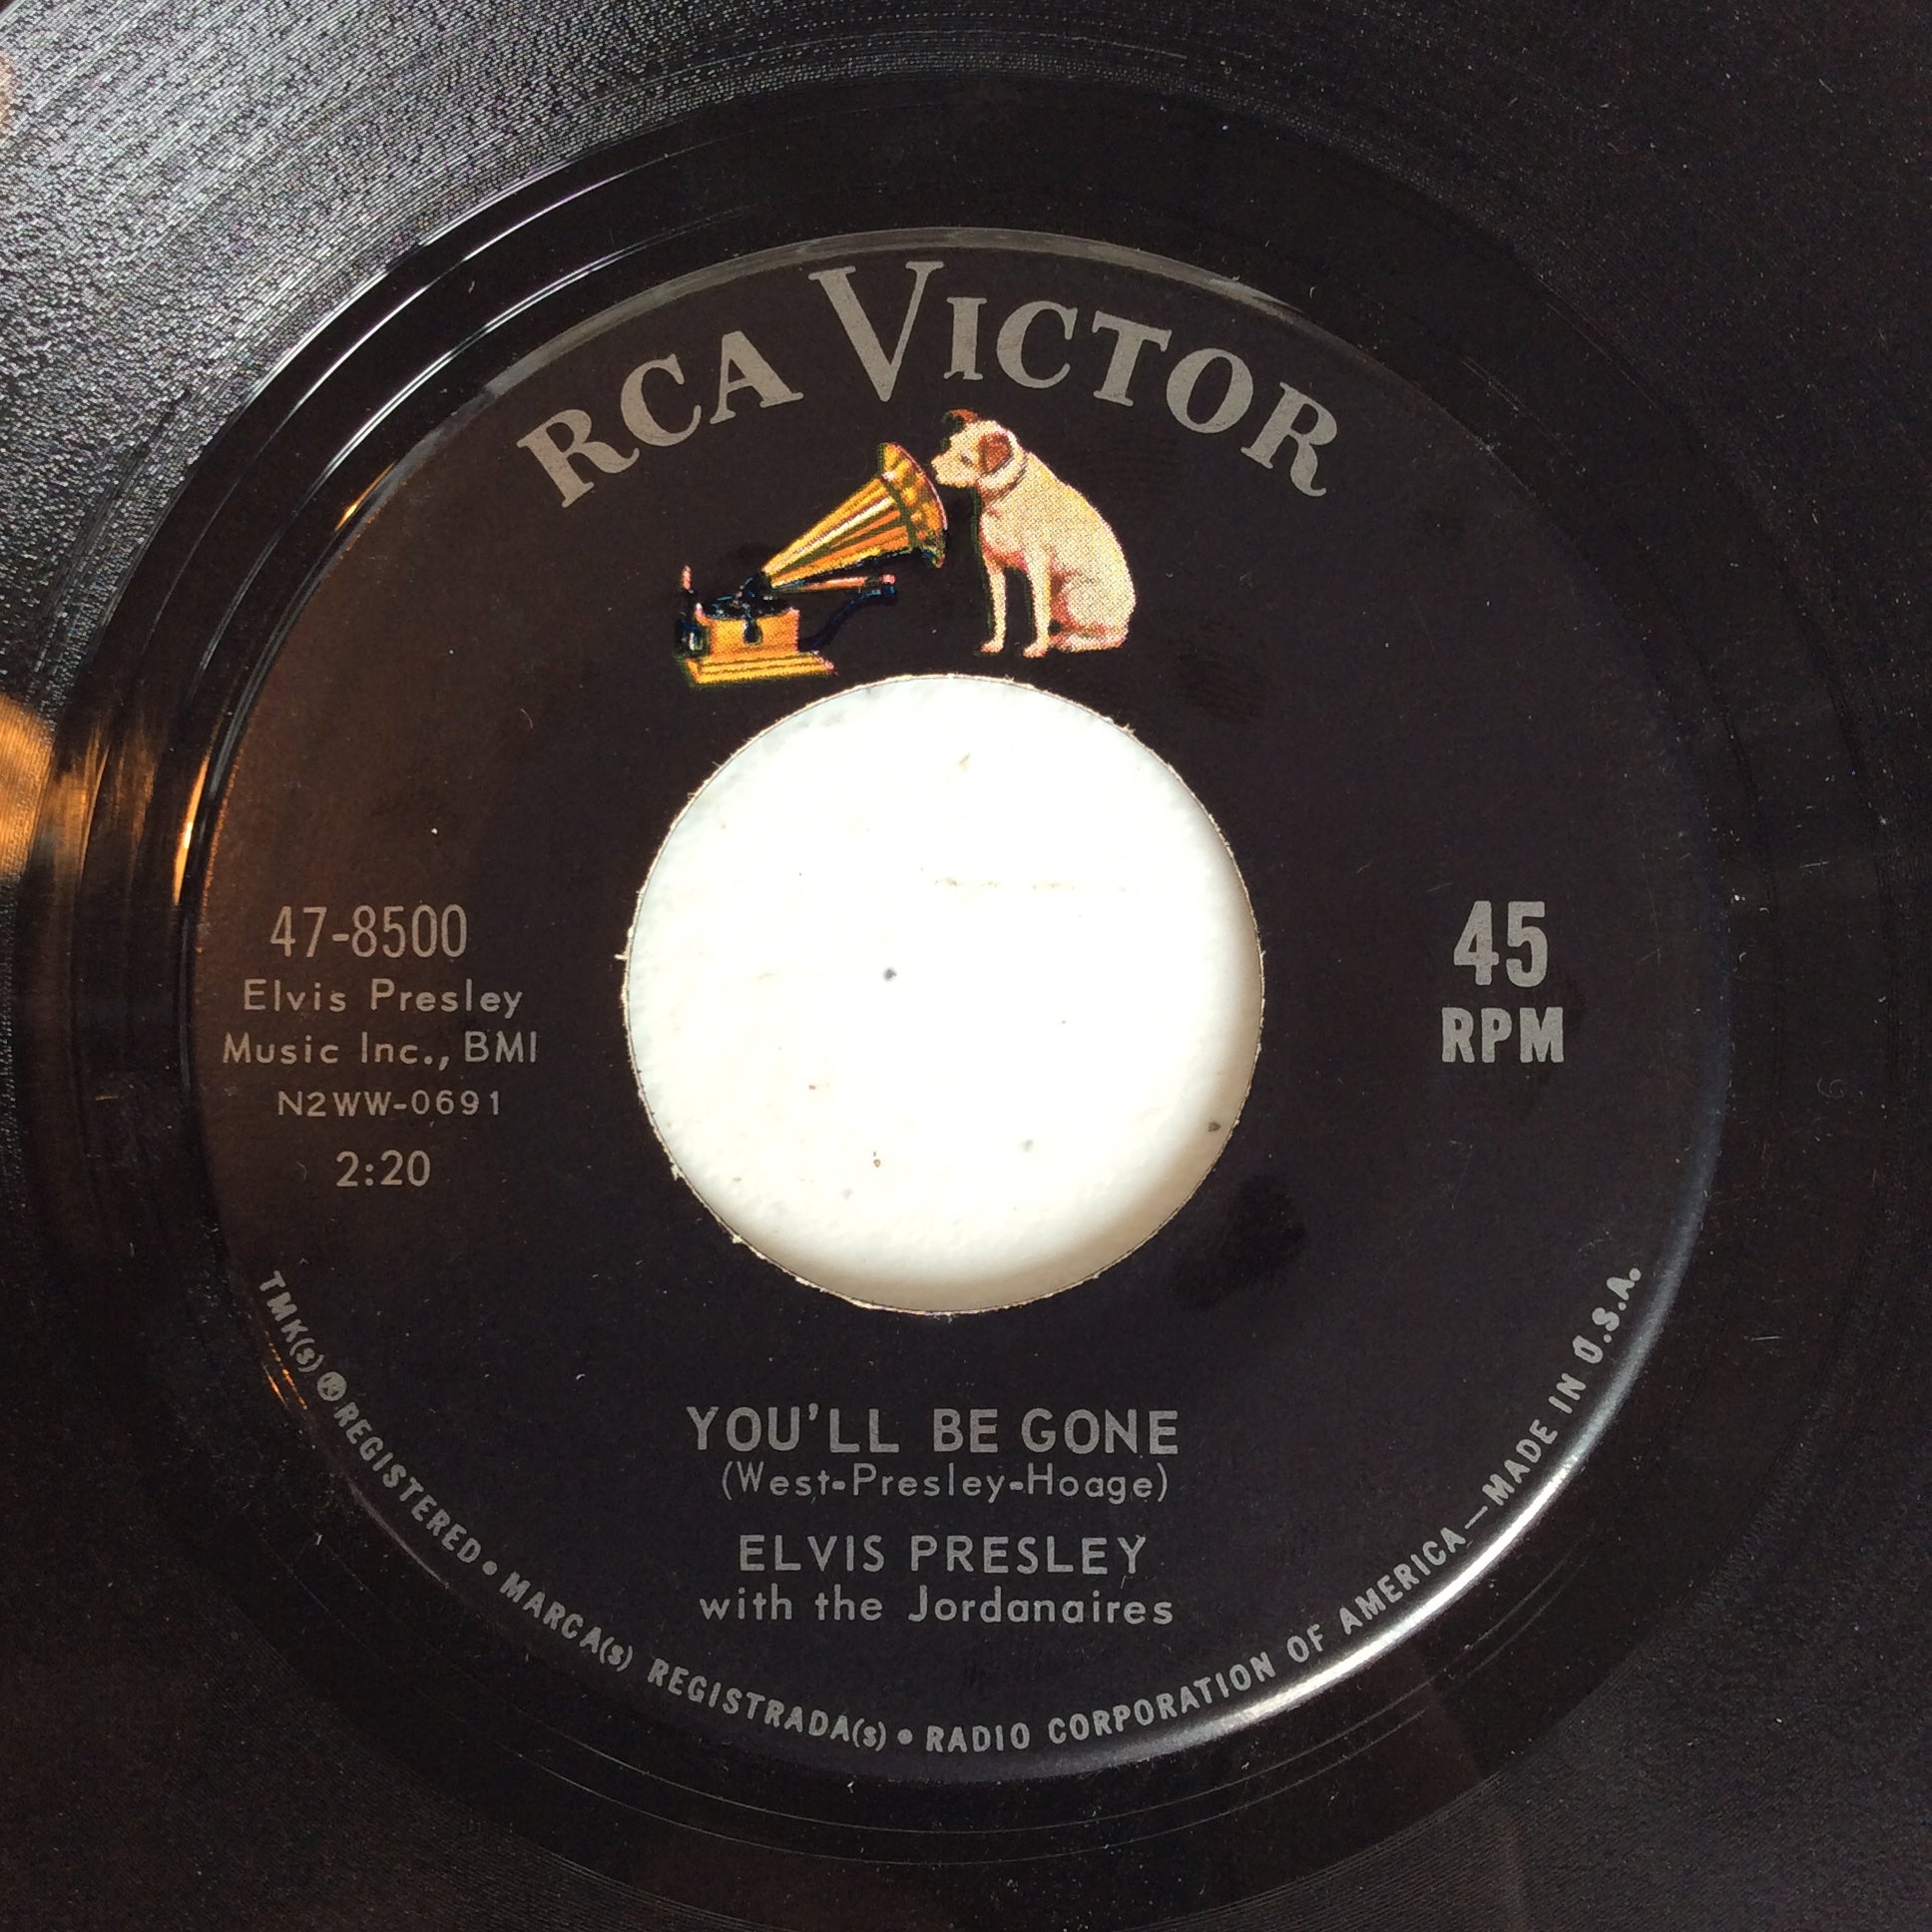 RCA VICTOR
47-8500
Elvis Presley
Music Inc., BMI
N2WW-0691
2:20
45
RPM
YOU'LL BE GONE
(West-Presley-Hoage)
ELVIS PRESLEY
with the Jordanaires
TMK(s) ® REGISTERED • MARCA(s) REGISTRADA(s) • RADIO CORPORATION OF AMERICA—MADE IN U.S.A.